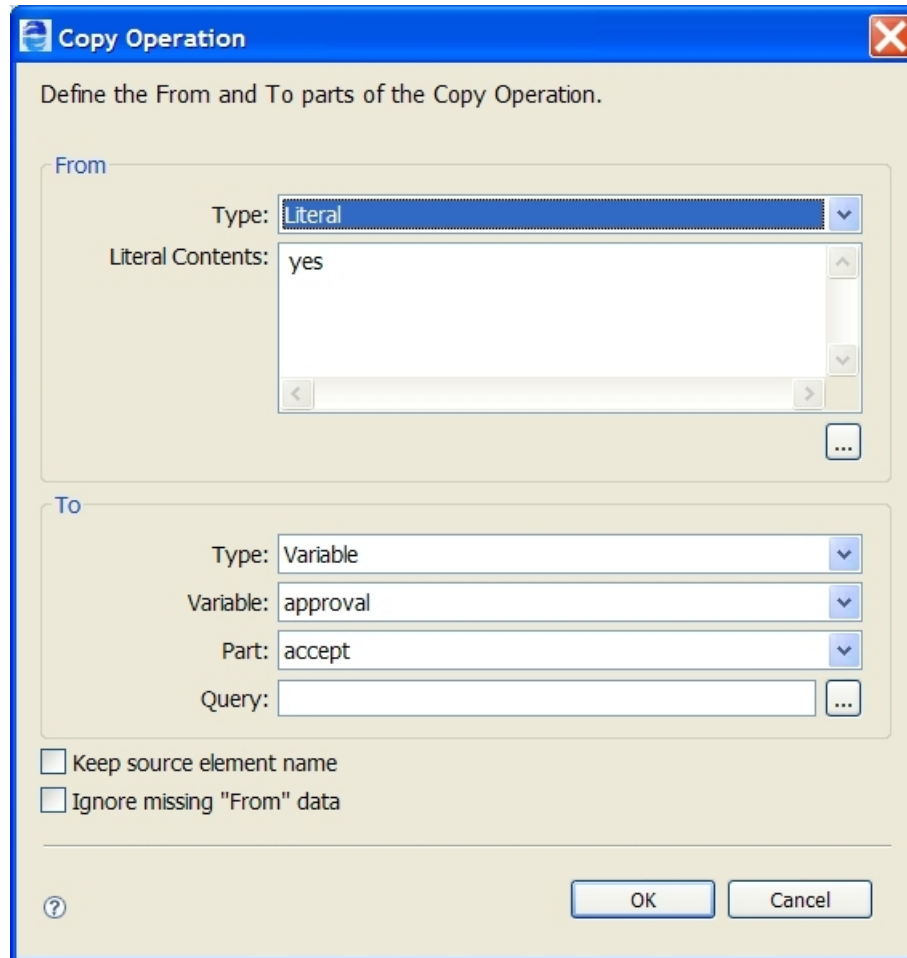 Copy Operation
Define the From and To parts of the Copy Operation.
From
Type: Literal
Literal Contents: yes
...
To
Type: Variable
Variable: approval
Part: accept
Query: ...
Keep source element name
Ignore missing "From" data
? OK Cancel